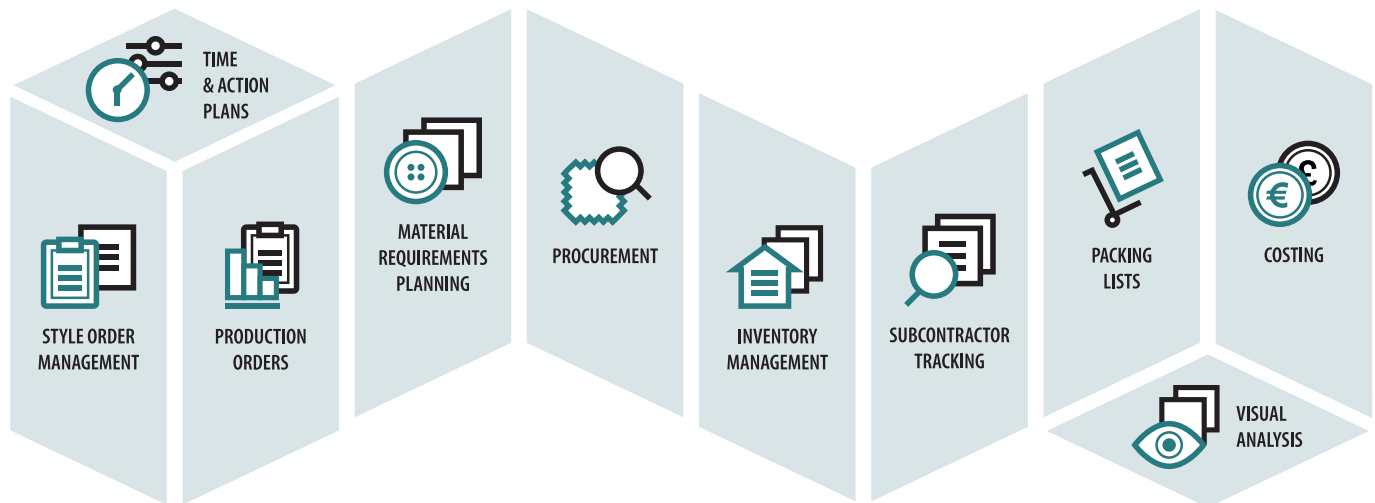 TIME
& ACTION
PLANS
STYLE ORDER
MANAGEMENT
PRODUCTION
ORDERS
MATERIAL
REQUIREMENTS
PLANNING
PROCUREMENT
INVENTORY
MANAGEMENT
SUBCONTRACTOR
TRACKING
PACKING
LISTS
€
€
COSTING
VISUAL
ANALYSIS